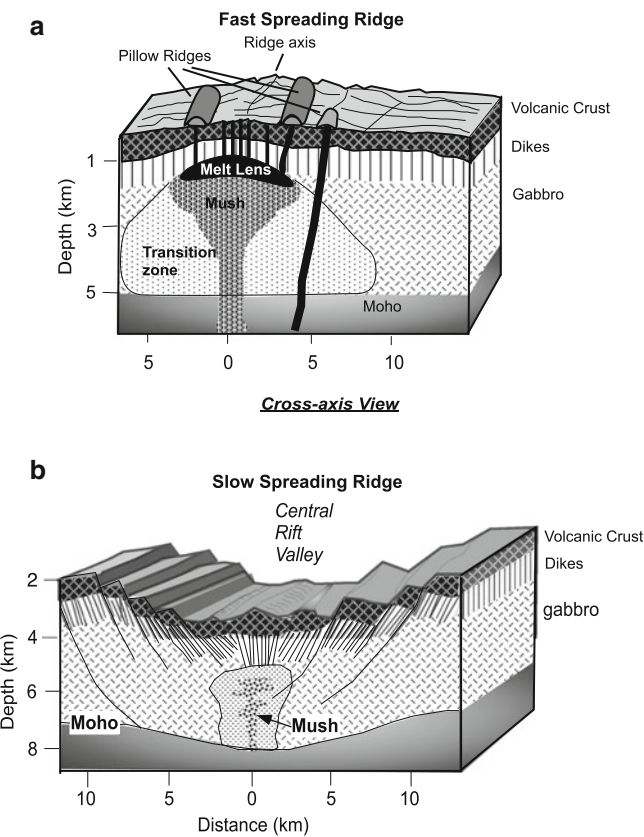 a
Fast Spreading Ridge
Ridge axis
Pillow Ridges
Volcanic Crust
Dikes
Gabbro
Melt Lens
Mush
Transition
zone
Moho
Depth (km)
1
3
5
5 0 5 10
Cross-axis View
b
Slow Spreading Ridge
Central
Rift
Valley
Volcanic Crust
Dikes
gabbro
Moho
Mush
Depth (km)
2
4
6
8
10 5 0 5 10
Distance (km)